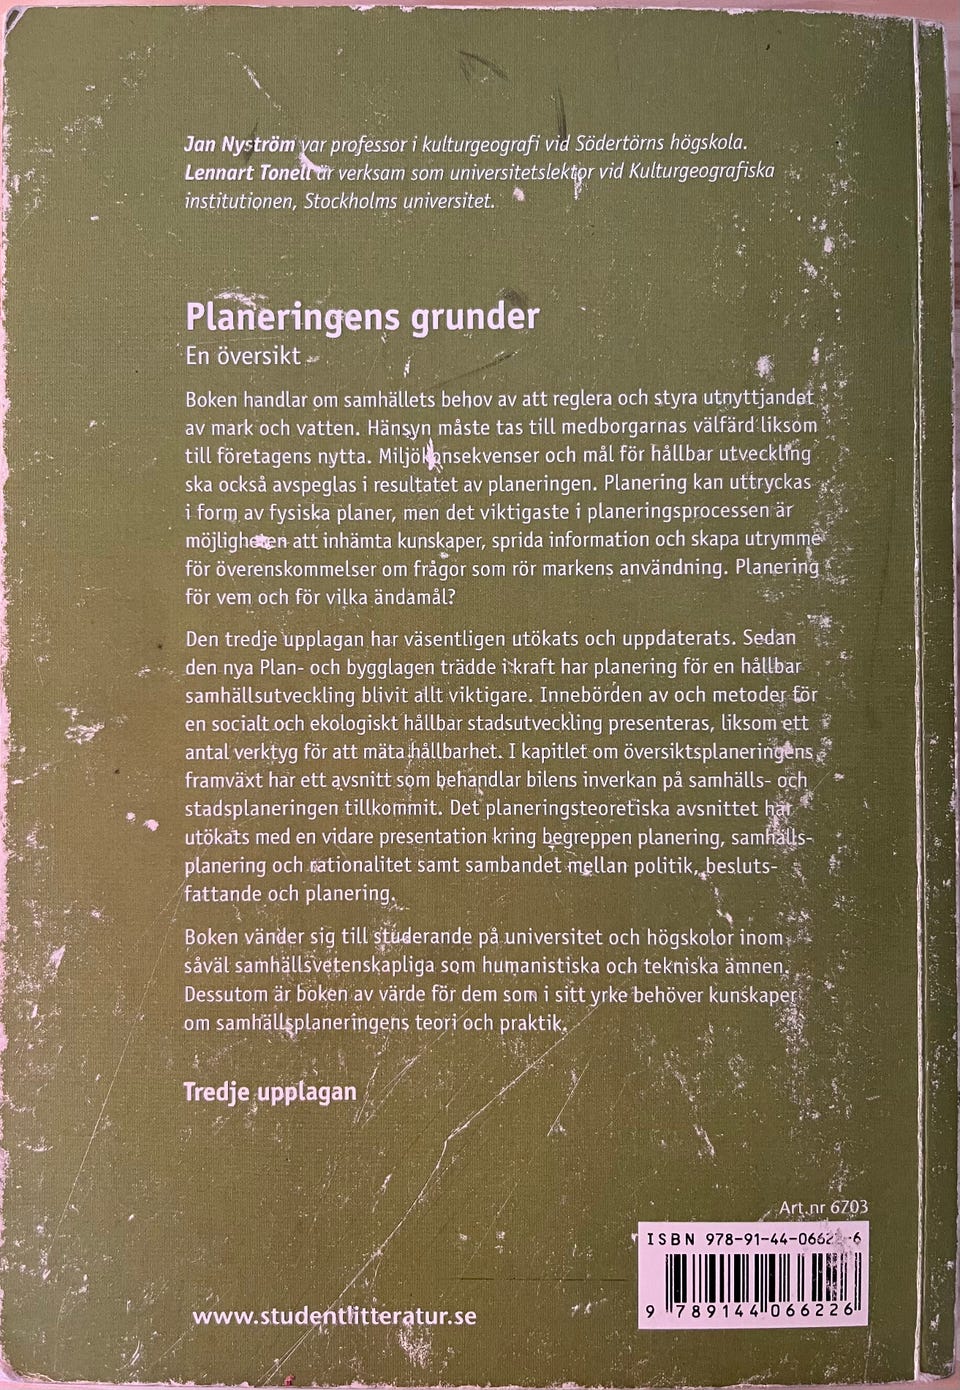 Jan Nyström var professor i kulturgeografi vid Södertörns högskola.
Lennart Tonell är verksam som universitetslektor vid Kulturgeografiska
institutionen, Stockholms universitet.
Planeringens grunder
En översikt
Boken handlar om samhällets behov av att reglera och styra utnyttjandet
av mark och vatten. Hänsyn måste tas till medborgarnas välfärd liksom
till företagens nytta. Miljökonsekvenser och mål för hållbar utveckling
ska också avspeglas i resultatet av planeringen. Planering kan uttryckas
i form av fysiska planer, men det viktigaste i planeringsprocessen är
möjligheten att inhämta kunskaper, sprida information och skapa utrymme
för överenskommelser om frågor som rör markens användning. Planering
för vem och för vilka ändamål?
Den tredje upplagan har väsentligen utökats och uppdaterats. Sedan
den nya Plan- och bygglagen trädde i kraft har planering för en hållbar
samhällsutveckling blivit allt viktigare. Innebörden av och metoder för
en socialt och ekologiskt hållbar stadsutveckling presenteras, liksom ett
antal verktyg för att mäta hållbarhet. I kapitlet om översiktsplaneringens
framväxt har ett avsnitt som behandlar bilens inverkan på samhälls- och
stadsplaneringen tillkommit. Det planeringsteoretiska avsnittet har
utökats med en vidare presentation kring begreppen planering, samhälls-
planering och rationalitet samt sambandet mellan politik, besluts-
fattande och planering.
Boken vänder sig till studerande på universitet och högskolor inom
såväl samhällsvetenskapliga som humanistiska och tekniska ämnen.
Dessutom är boken av värde för dem som i sitt yrke behöver kunskaper
om samhällsplaneringens teori och praktik.
Tredje upplagan
Art.nr 6703
ISBN 978-91-44-06622-6
9 789144 066226
www.studentlitteratur.se